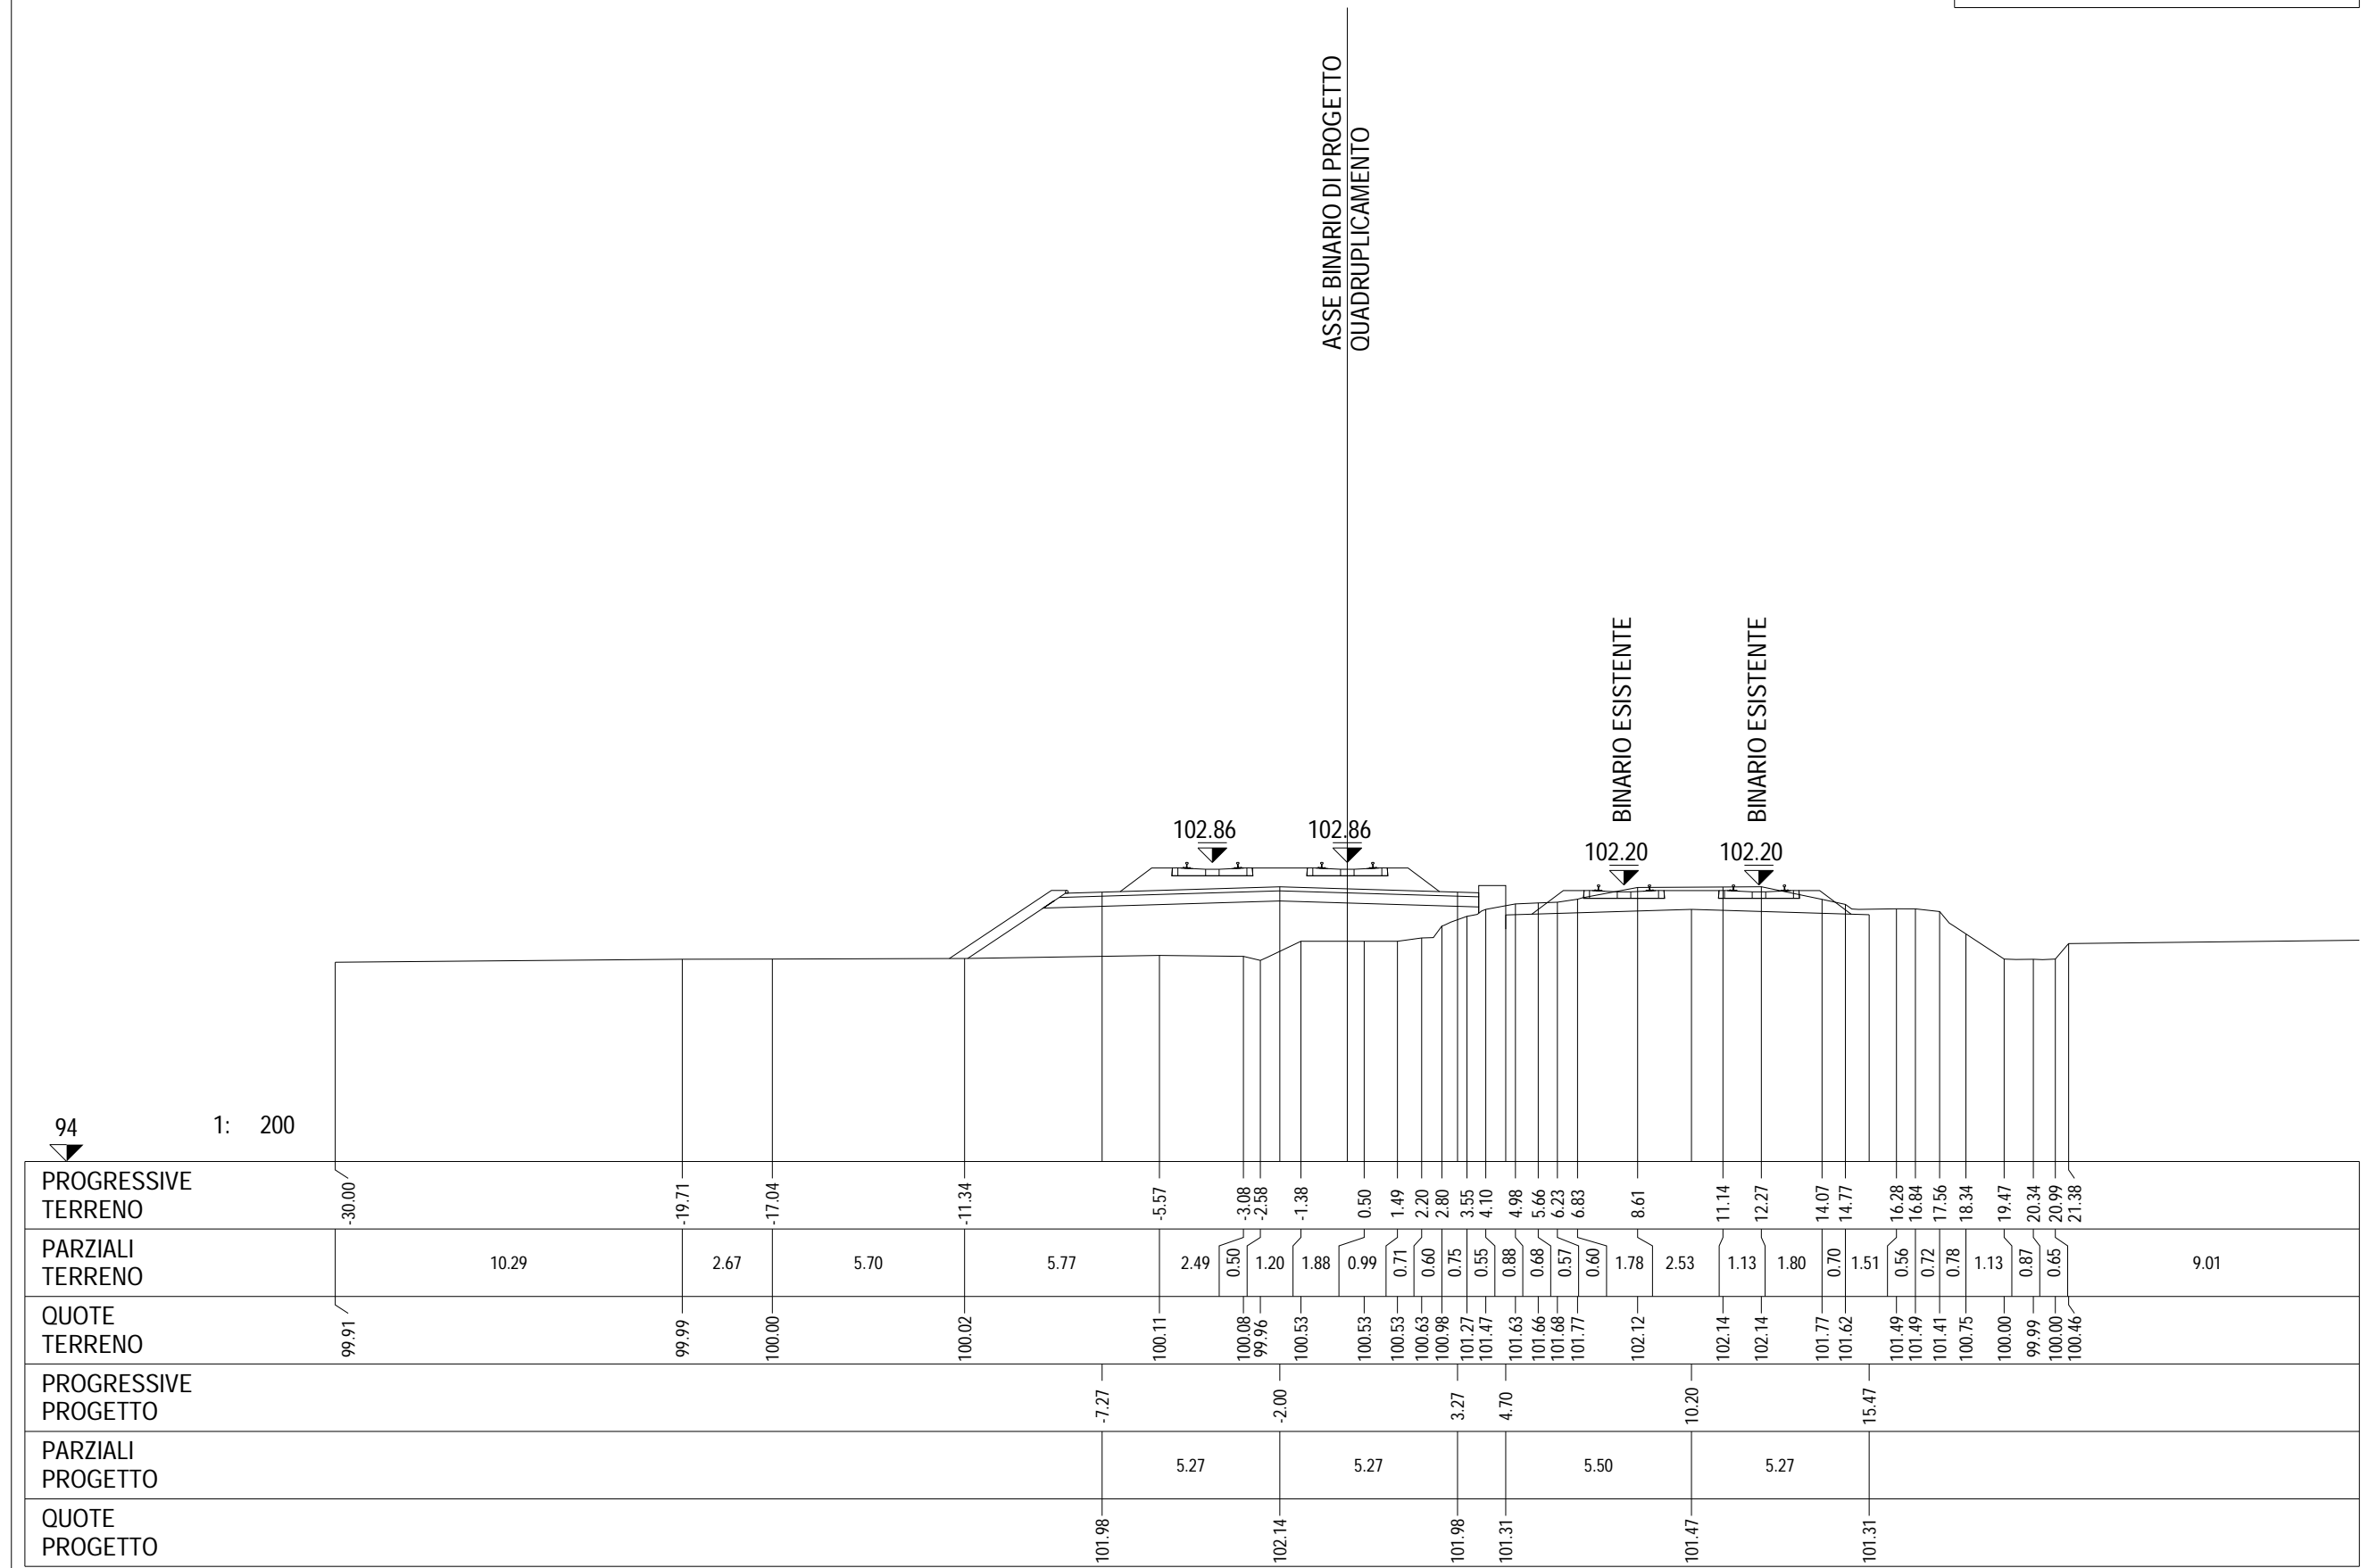 ASSE BINARIO DI PROGETTO
QUADRUPLICAMENTO
BINARIO ESISTENTE
BINARIO ESISTENTE
102.86
102.86
102.20
102.20
94
1: 200
PROGRESSIVE
TERRENO
-30.00 -19.71 -17.04 -11.34 -5.57 -3.08 -2.58 -1.38 0.50 1.49 2.20 2.80 3.55 4.10 4.98 5.66 6.23 6.83 8.61 11.14 12.27 14.07 14.77 16.28 16.84 17.56 18.34 19.47 20.34 20.99 21.38
PARZIALI
TERRENO
10.29 2.67 5.70 5.77 2.49 0.50 1.20 1.88 0.99 0.71 0.60 0.75 0.55 0.88 0.68 0.57 0.60 1.78 2.53 1.13 1.80 0.70 1.51 0.56 0.72 0.78 1.13 0.87 0.65 9.01
QUOTE
TERRENO
99.91 99.99 100.00 100.02 100.11 100.08 99.96 100.53 100.53 100.53 100.63 100.98 101.27 101.47 101.63 101.66 101.68 101.77 102.12 102.14 102.14 101.77 101.62 101.49 101.49 101.41 100.75 100.00 99.99 100.00 100.46
PROGRESSIVE
PROGETTO
-7.27 -2.00 3.27 4.70 10.20 15.47
PARZIALI
PROGETTO
5.27 5.27 5.50 5.27
QUOTE
PROGETTO
101.98 102.14 101.98 101.31 101.47 101.31